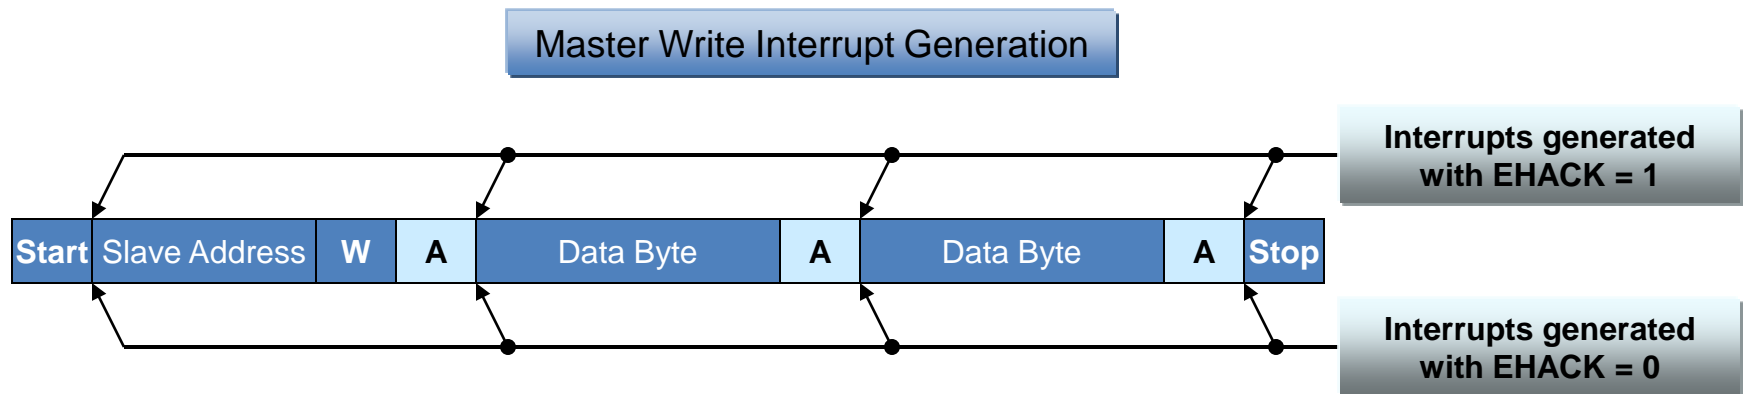 Master Write Interrupt Generation
Interrupts generated
with EHACK = 1
Start Slave Address W A Data Byte A Data Byte A Stop
Interrupts generated
with EHACK = 0